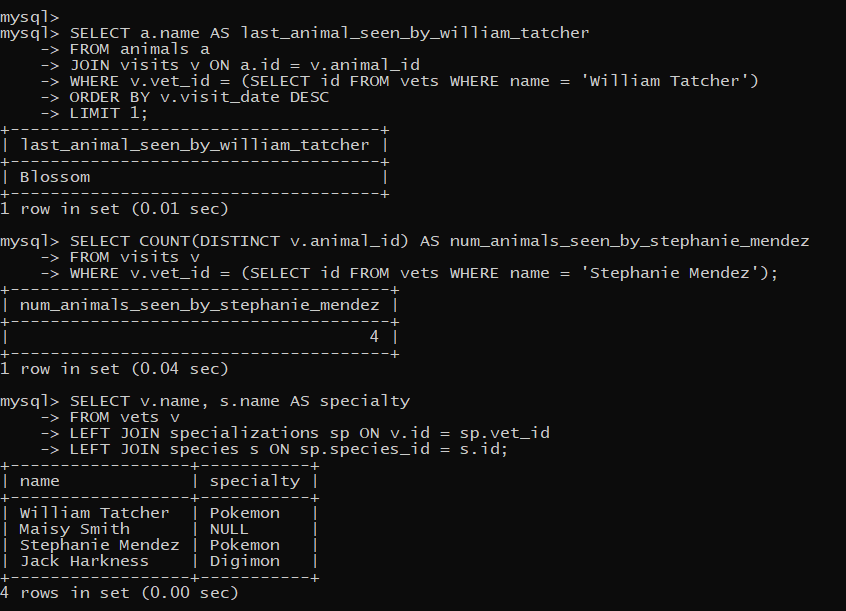 mysql>
mysql> SELECT a.name AS last_animal_seen_by_william_tatcher
    -> FROM animals a
    -> JOIN visits v ON a.id = v.animal_id
    -> WHERE v.vet_id = (SELECT id FROM vets WHERE name = 'William Tatcher')
    -> ORDER BY v.visit_date DESC
    -> LIMIT 1;
+-------------------------------------+
| last_animal_seen_by_william_tatcher |
+-------------------------------------+
| Blossom                             |
+-------------------------------------+
1 row in set (0.01 sec)

mysql> SELECT COUNT(DISTINCT v.animal_id) AS num_animals_seen_by_stephanie_mendez
    -> FROM visits v
    -> WHERE v.vet_id = (SELECT id FROM vets WHERE name = 'Stephanie Mendez');
+--------------------------------------+
| num_animals_seen_by_stephanie_mendez |
+--------------------------------------+
|                                    4 |
+--------------------------------------+
1 row in set (0.04 sec)

mysql> SELECT v.name, s.name AS specialty
    -> FROM vets v
    -> LEFT JOIN specializations sp ON v.id = sp.vet_id
    -> LEFT JOIN species s ON sp.species_id = s.id;
+------------------+-----------+
| name             | specialty |
+------------------+-----------+
| William Tatcher  | Pokemon   |
| Maisy Smith      | NULL      |
| Stephanie Mendez | Pokemon   |
| Jack Harkness    | Digimon   |
+------------------+-----------+
4 rows in set (0.00 sec)